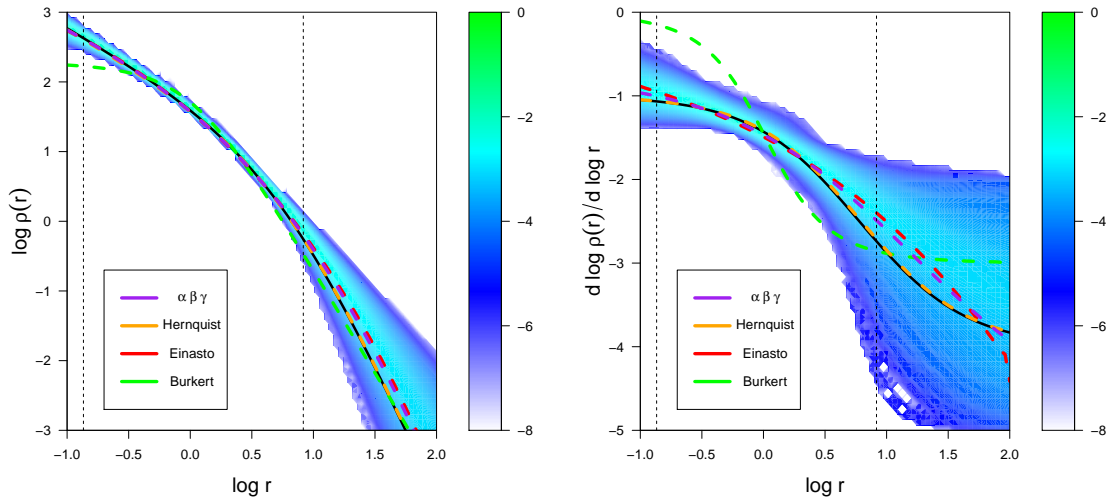 3
2
1
0
−1
−2
−3
log ρ(r)
−1.0 −0.5 0.0 0.5 1.0 1.5 2.0
log r
α β γ
Hernquist
Einasto
Burkert
0
−2
−4
−6
−8
0
−1
−2
−3
−4
−5
d log ρ(r)/d log r
−1.0 −0.5 0.0 0.5 1.0 1.5 2.0
log r
α β γ
Hernquist
Einasto
Burkert
0
−2
−4
−6
−8